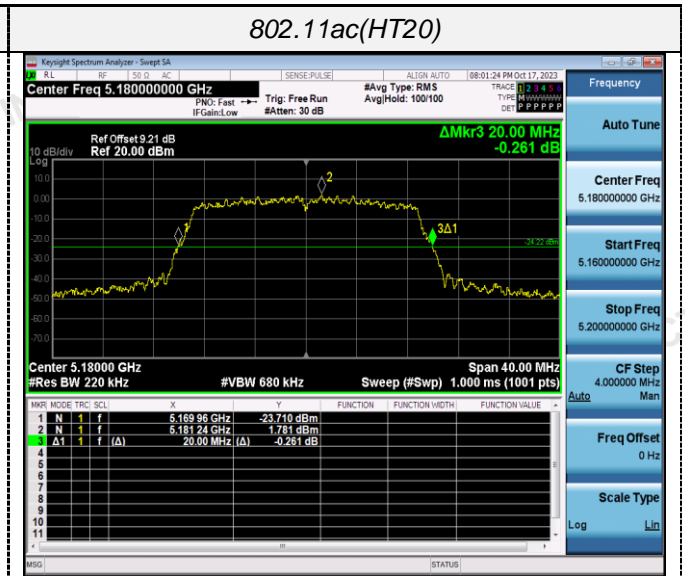 802.11ac(HT20)
Keysight Spectrum Analyzer - Swept SA
RL RF 50 Ω AC SENSE:PULSE ALIGN AUTO 08:01:24 PM Oct 17, 2023
Center Freq 5.180000000 GHz
PNO: Fast
IFGain:Low
Trig: Free Run
#Atten: 30 dB
#Avg Type: RMS
Avg|Hold: 100/100
TRACE 1 2 3 4 5 6
TYPE M WWWWW
DET P P P P P P
Frequency
Auto Tune
Center Freq
5.180000000 GHz
Start Freq
5.160000000 GHz
Stop Freq
5.200000000 GHz
CF Step
4.000000 MHz
Auto Man
Freq Offset
0 Hz
Scale Type
Log Lin
ΔMkr3 20.00 MHz
-0.261 dB
Ref Offset 9.21 dB
10 dB/div Ref 20.00 dBm
Log
10.0
0.00
-10.0
-20.0
-30.0
-40.0
-50.0
-60.0
-70.0
1
2
3Δ1
-24.22 dBm
Center 5.18000 GHz Span 40.00 MHz
#Res BW 220 kHz #VBW 680 kHz Sweep (#Swp) 1.000 ms (1001 pts)
MKR MODE TRC SCL X Y FUNCTION FUNCTION WIDTH FUNCTION VALUE
1 N 1 f 5.169 96 GHz -23.710 dBm
2 N 1 f 5.181 24 GHz 1.781 dBm
3 Δ1 1 f (Δ) 20.00 MHz (Δ) -0.261 dB
4
5
6
7
8
9
10
11
MSG STATUS